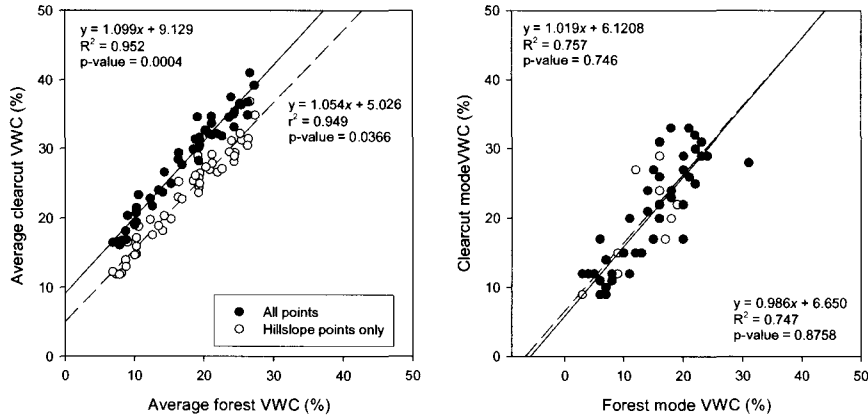 50
40
30
20
10
0
Average clearcut VWC (%)
y = 1.099x + 9.129
R² = 0.952
p-value = 0.0004
y = 1.054x + 5.026
r² = 0.949
p-value = 0.0366
All points
Hillslope points only
0 10 20 30 40 50
Average forest VWC (%)
50
40
30
20
10
0
Clearcut modeVWC (%)
y = 1.019x + 6.1208
R² = 0.757
p-value = 0.746
y = 0.986x + 6.650
R² = 0.747
p-value = 0.8758
0 10 20 30 40 50
Forest mode VWC (%)